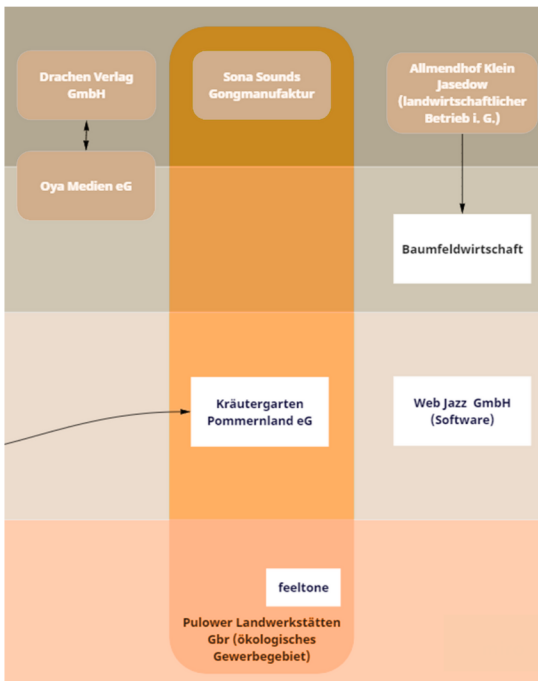 Drachen Verlag
GmbH
Sona Sounds
Gongmanufaktur
Allmendhof Klein
Jasedow
(landwirtschaftlicher
Betrieb i. G.)
Oya Medien eG
Baumfeldwirtschaft
Kräutergarten
Pommernland eG
Web Jazz GmbH
(Software)
feeltone
Pulower Landwerkstätten
Gbr (ökologisches
Gewerbegebiet)